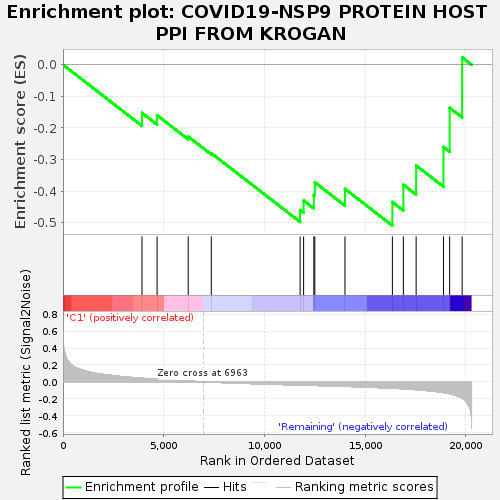 Enrichment plot: COVID19-NSP9 PROTEIN HOST
PPI FROM KROGAN
Enrichment score (ES)
0.0
-0.1
-0.2
-0.3
-0.4
-0.5
'C1' (positively correlated)
Ranked list metric (Signal2Noise)
0.8
0.6
0.4
0.2
0.0
-0.2
-0.4
-0.6
Zero cross at 6963
'Remaining' (negatively correlated)
0
5,000
10,000
15,000
20,000
Rank in Ordered Dataset
Enrichment profile
Hits
Ranking metric scores